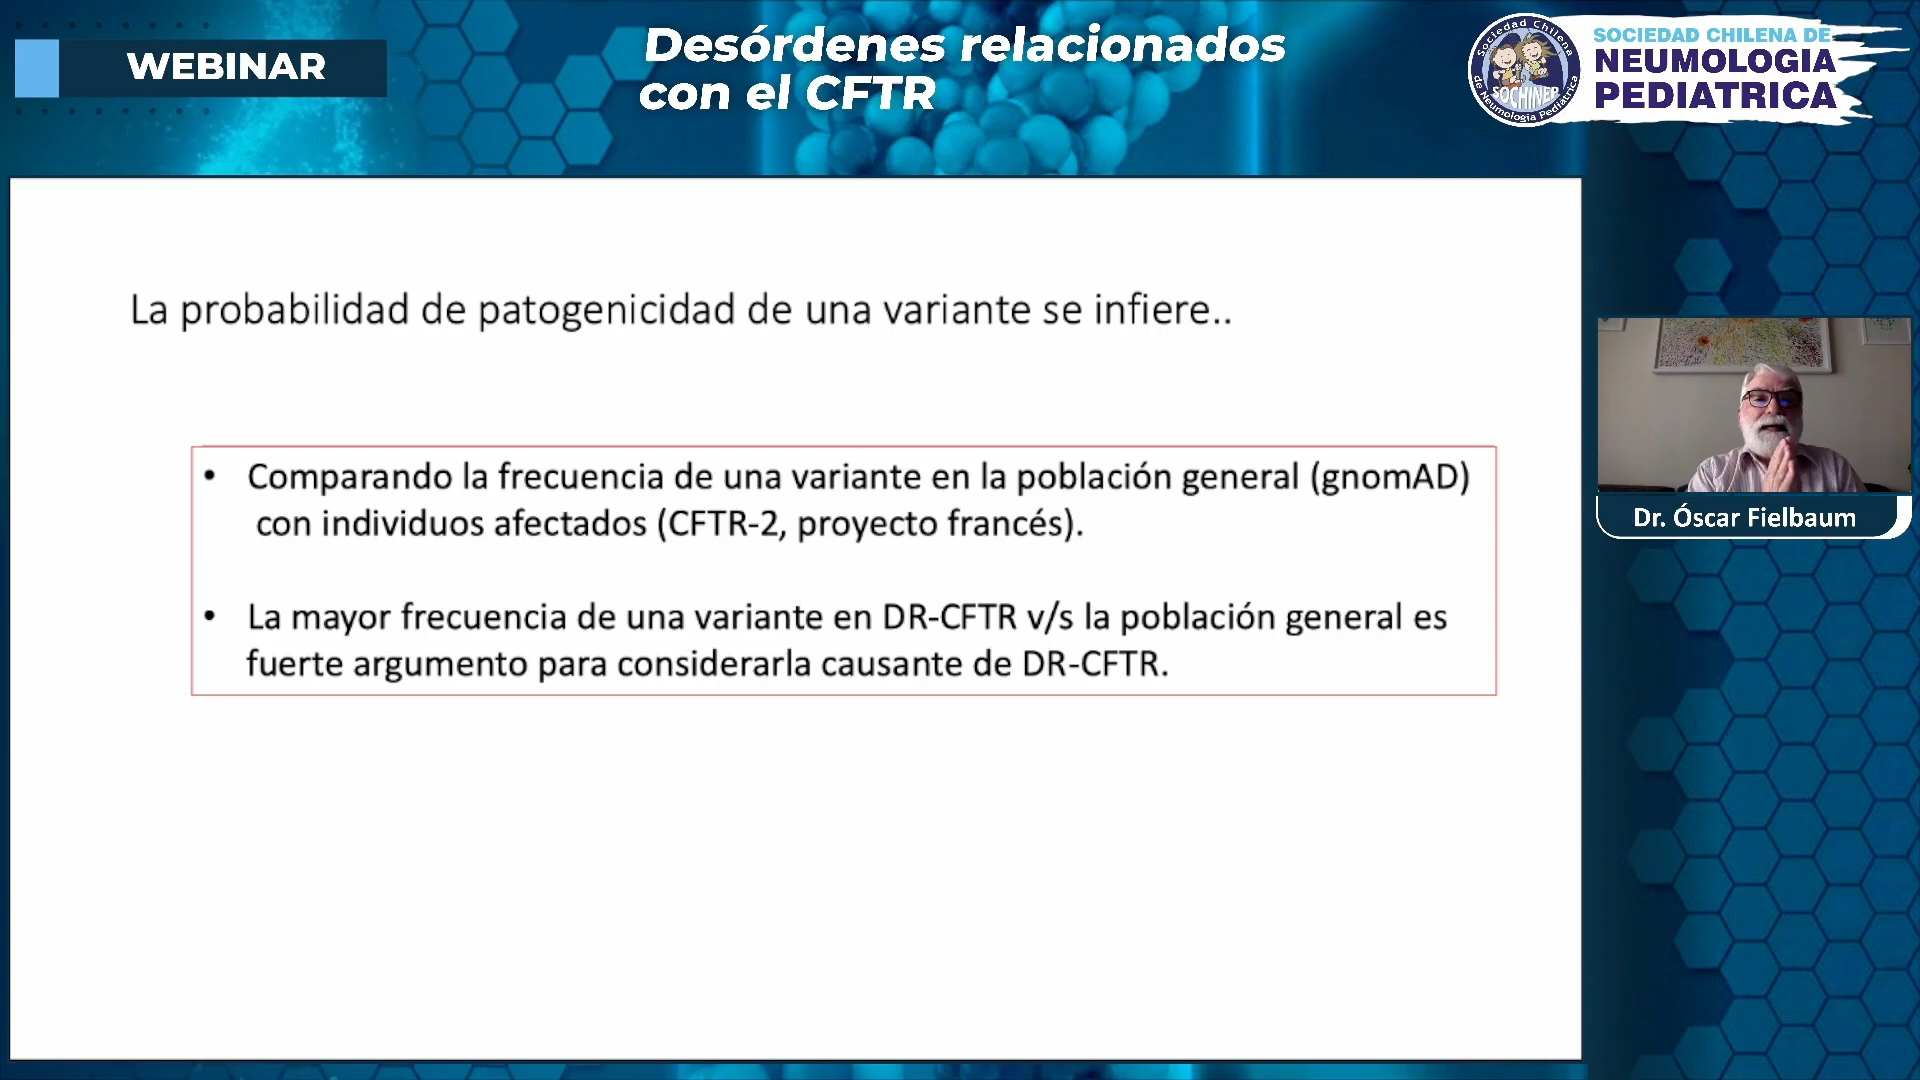 WEBINAR
Desórdenes relacionados
con el CFTR
Sociedad Chilena
SOCHINEP
de Neumología Pediátrica
SOCIEDAD CHILENA DE
NEUMOLOGIA
PEDIATRICA
La probabilidad de patogenicidad de una variante se infiere..
• Comparando la frecuencia de una variante en la población general (gnomAD)
con individuos afectados (CFTR-2, proyecto francés).
• La mayor frecuencia de una variante en DR-CFTR v/s la población general es
fuerte argumento para considerarla causante de DR-CFTR.
Dr. Óscar Fielbaum